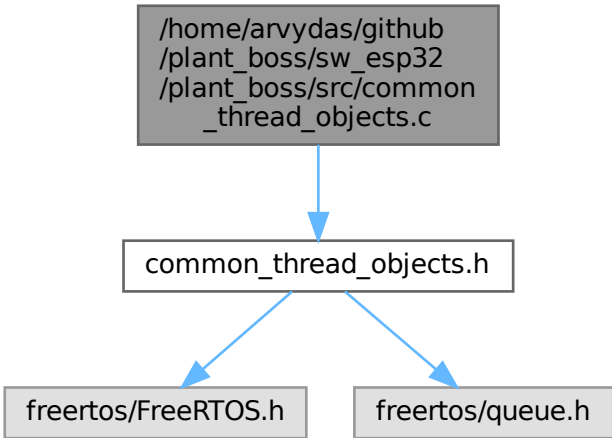 /home/arvydas/github
/plant_boss/sw_esp32
/plant_boss/src/common
_thread_objects.c
common_thread_objects.h
freertos/FreeRTOS.h
freertos/queue.h